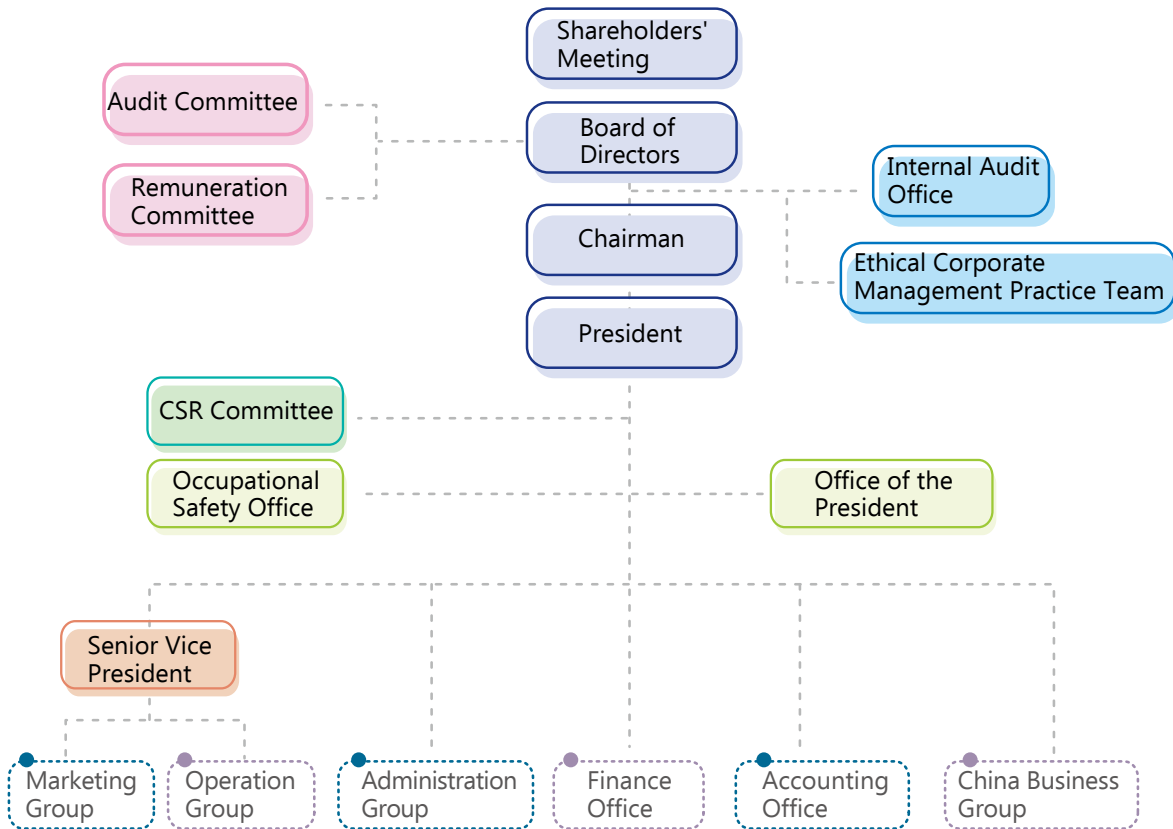 Shareholders'
Meeting
Audit Committee
Board of
Directors
Remuneration
Committee
Internal Audit
Office
Chairman
Ethical Corporate
Management Practice Team
President
CSR Committee
Occupational
Safety Office
Office of the
President
Senior Vice
President
Marketing
Group
Operation
Group
Administration
Group
Finance
Office
Accounting
Office
China Business
Group